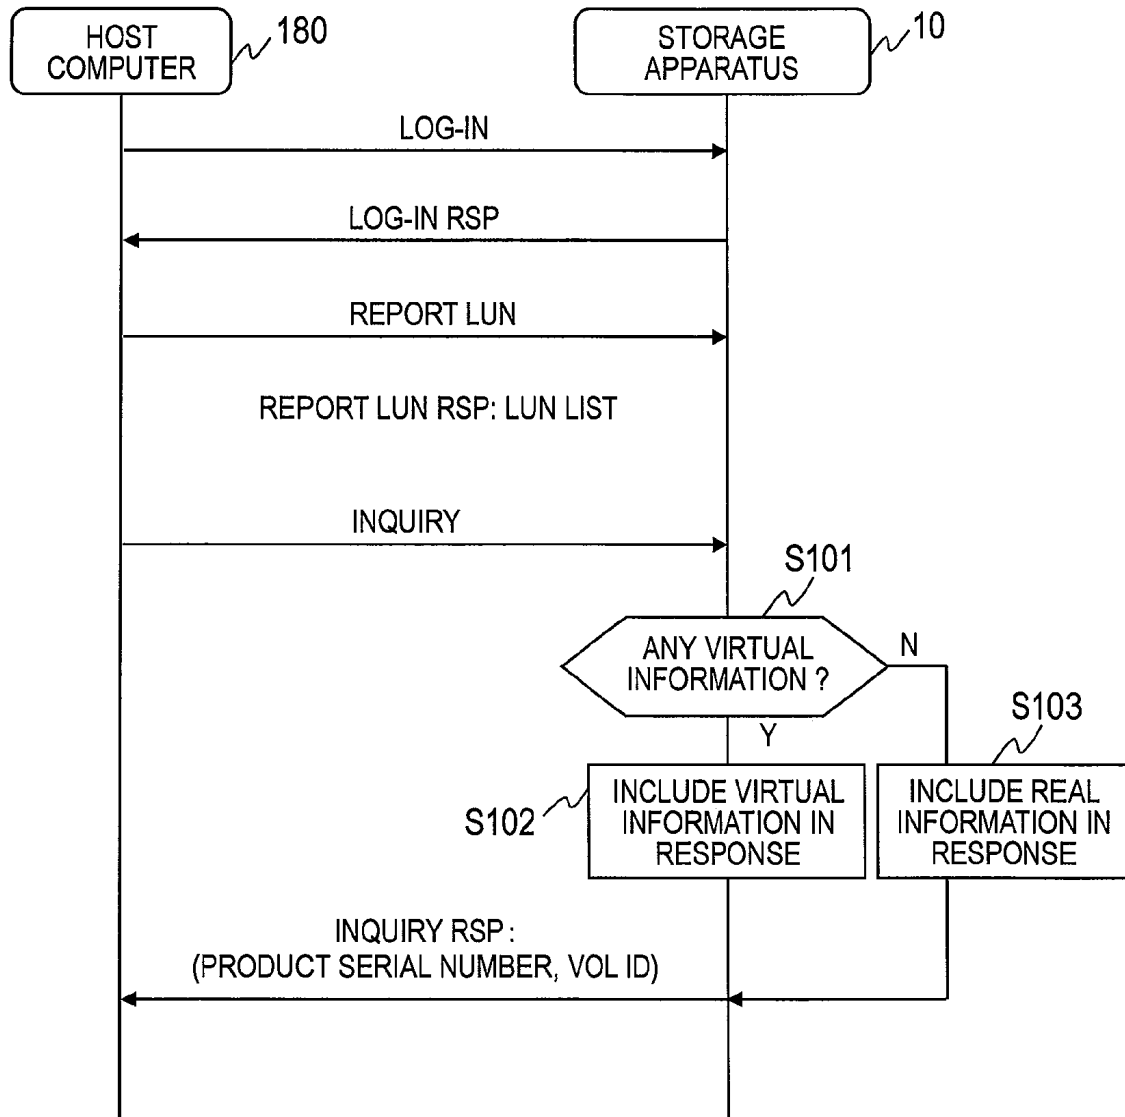 HOST
COMPUTER
180
STORAGE
APPARATUS
10
LOG-IN
LOG-IN RSP
REPORT LUN
REPORT LUN RSP: LUN LIST
INQUIRY
S101
ANY VIRTUAL
INFORMATION ?
N
Y
S103
S102
INCLUDE VIRTUAL
INFORMATION IN
RESPONSE
INCLUDE REAL
INFORMATION IN
RESPONSE
INQUIRY RSP :
(PRODUCT SERIAL NUMBER, VOL ID)